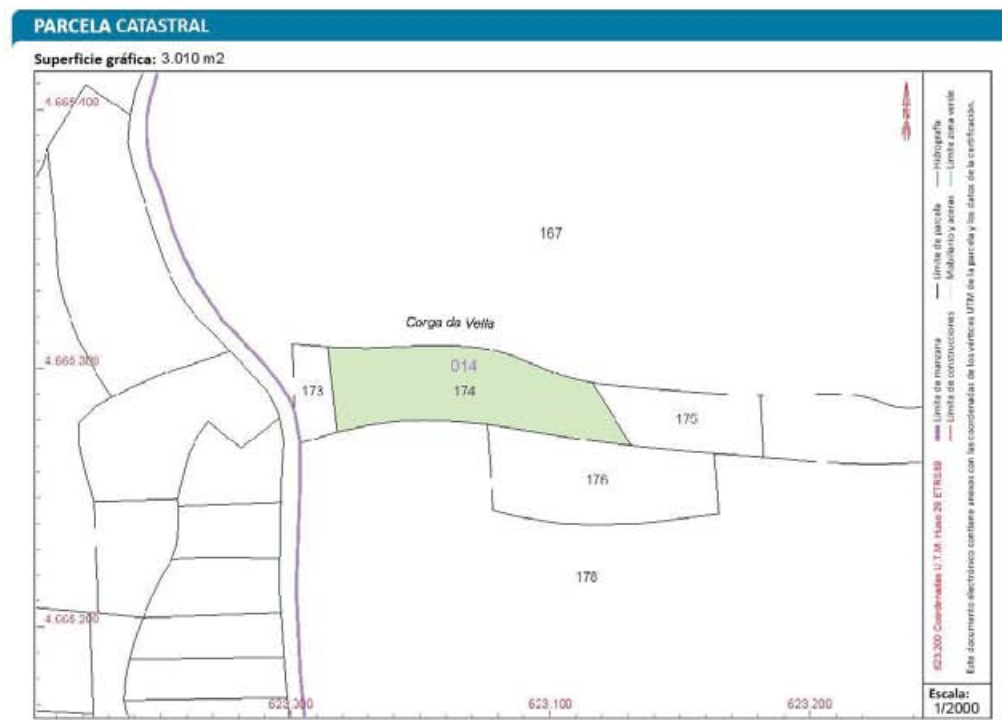 PARCELA CATASTRAL
Superficie gráfica: 3.010 m2
4.665.400
167
Corga da Vella
4.665.300
014
173
174
175
176
178
4.665.200
623.000
623.100
623.200
Límite de manzana
Límite de parcela
Hidrografía
Límite de construcciones
Mobiliario y aceras
Límite zona verde
623.200 Coordenadas U.T.M. Huso 29 ETRS89
Este documento electrónico contiene anexos con las coordenadas de los vértices UTM de la parcela y los datos de la certificación.
Escala:
1/2000